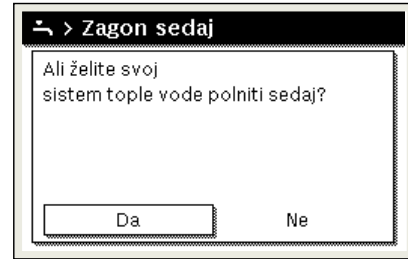 > Zagon sedaj
Ali želite svoj
sistem tople vode polniti sedaj?
Da
Ne